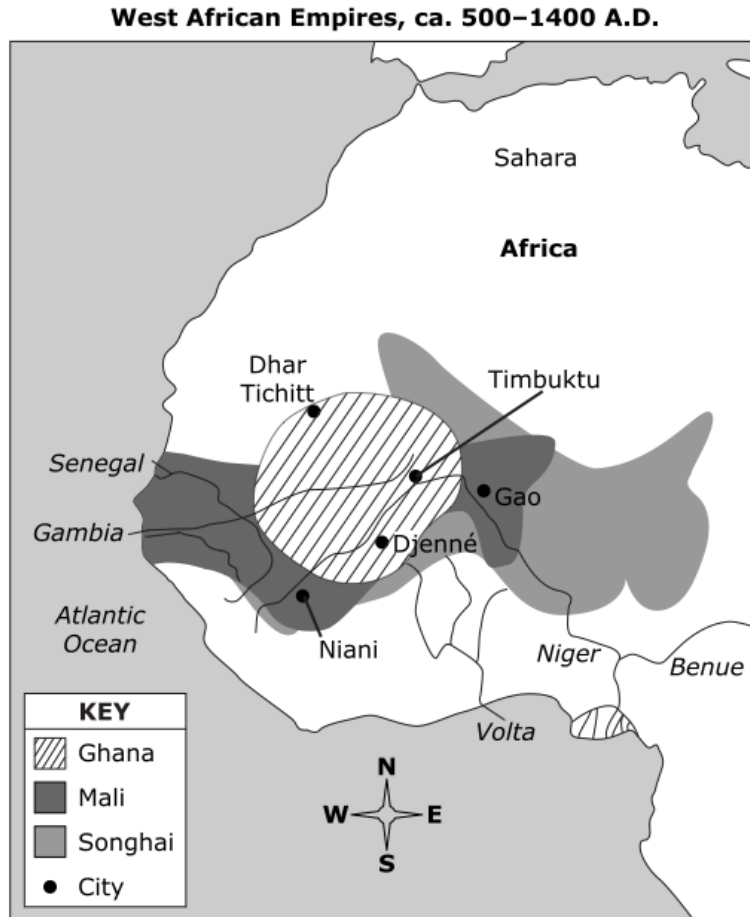 West African Empires, ca. 500–1400 A.D.
Sahara
Africa
Dhar
Tichitt
Timbuktu
Senegal
Gao
Gambia
Djenné
Atlantic
Ocean
Niani
Niger
Benue
Volta
KEY
Ghana
Mali
Songhai
City
N
W
E
S